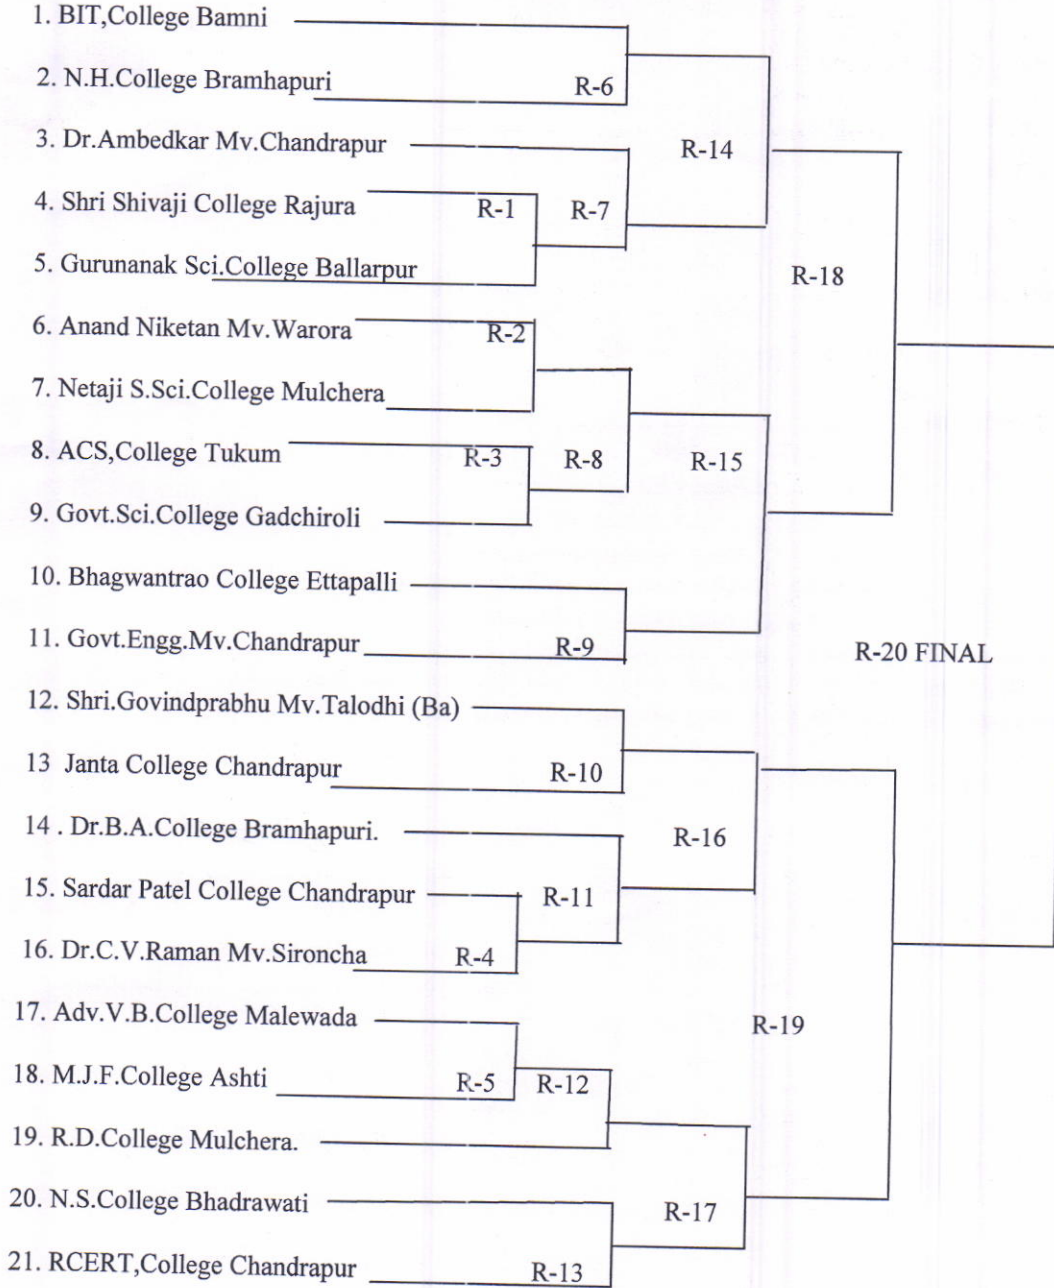 1. BIT,College Bamni
2. N.H.College Bramhapuri
R-6
3. Dr.Ambedkar Mv.Chandrapur
R-14
4. Shri Shivaji College Rajura
R-1
R-7
5. Gurunanak Sci.College Ballarpur
R-18
6. Anand Niketan Mv.Warora
R-2
7. Netaji S.Sci.College Mulchera
8. ACS,College Tukum
R-3
R-8
R-15
9. Govt.Sci.College Gadchiroli
10. Bhagwantrao College Ettapalli
11. Govt.Engg.Mv.Chandrapur
R-9
R-20 FINAL
12. Shri.Govindprabhu Mv.Talodhi (Ba)
13 Janta College Chandrapur
R-10
14 . Dr.B.A.College Bramhapuri.
R-16
15. Sardar Patel College Chandrapur
R-11
16. Dr.C.V.Raman Mv.Sironcha
R-4
17. Adv.V.B.College Malewada
R-19
18. M.J.F.College Ashti
R-5
R-12
19. R.D.College Mulchera.
20. N.S.College Bhadrawati
R-17
21. RCERT,College Chandrapur
R-13